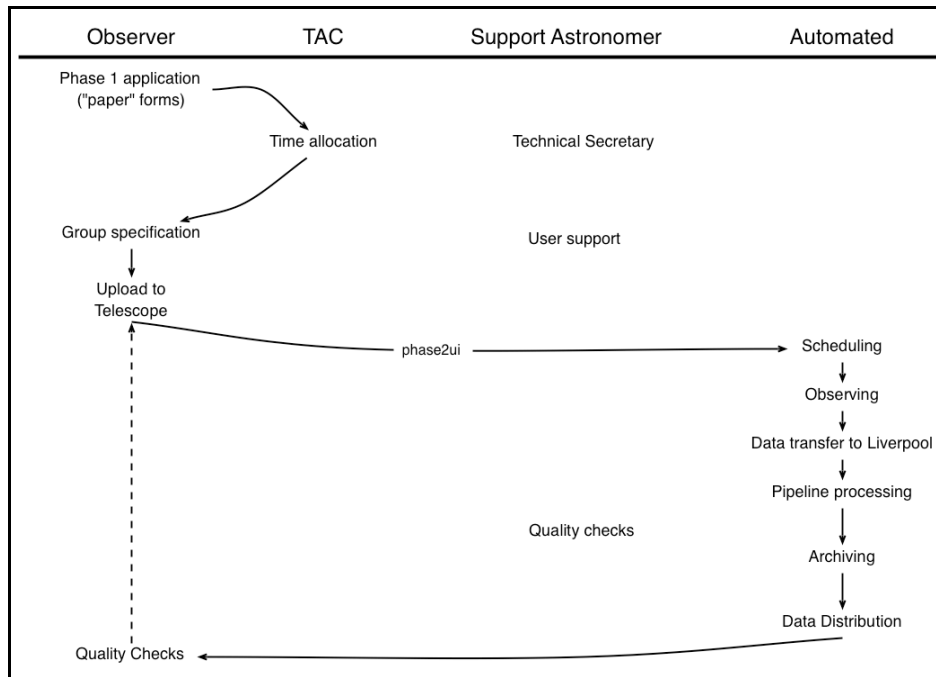 Observer TAC Support Astronomer Automated
Phase 1 application
("paper" forms)
Time allocation Technical Secretary
Group specification User support
Upload to
Telescope
phase2ui Scheduling
Observing
Data transfer to Liverpool
Pipeline processing
Quality checks
Archiving
Data Distribution
Quality Checks